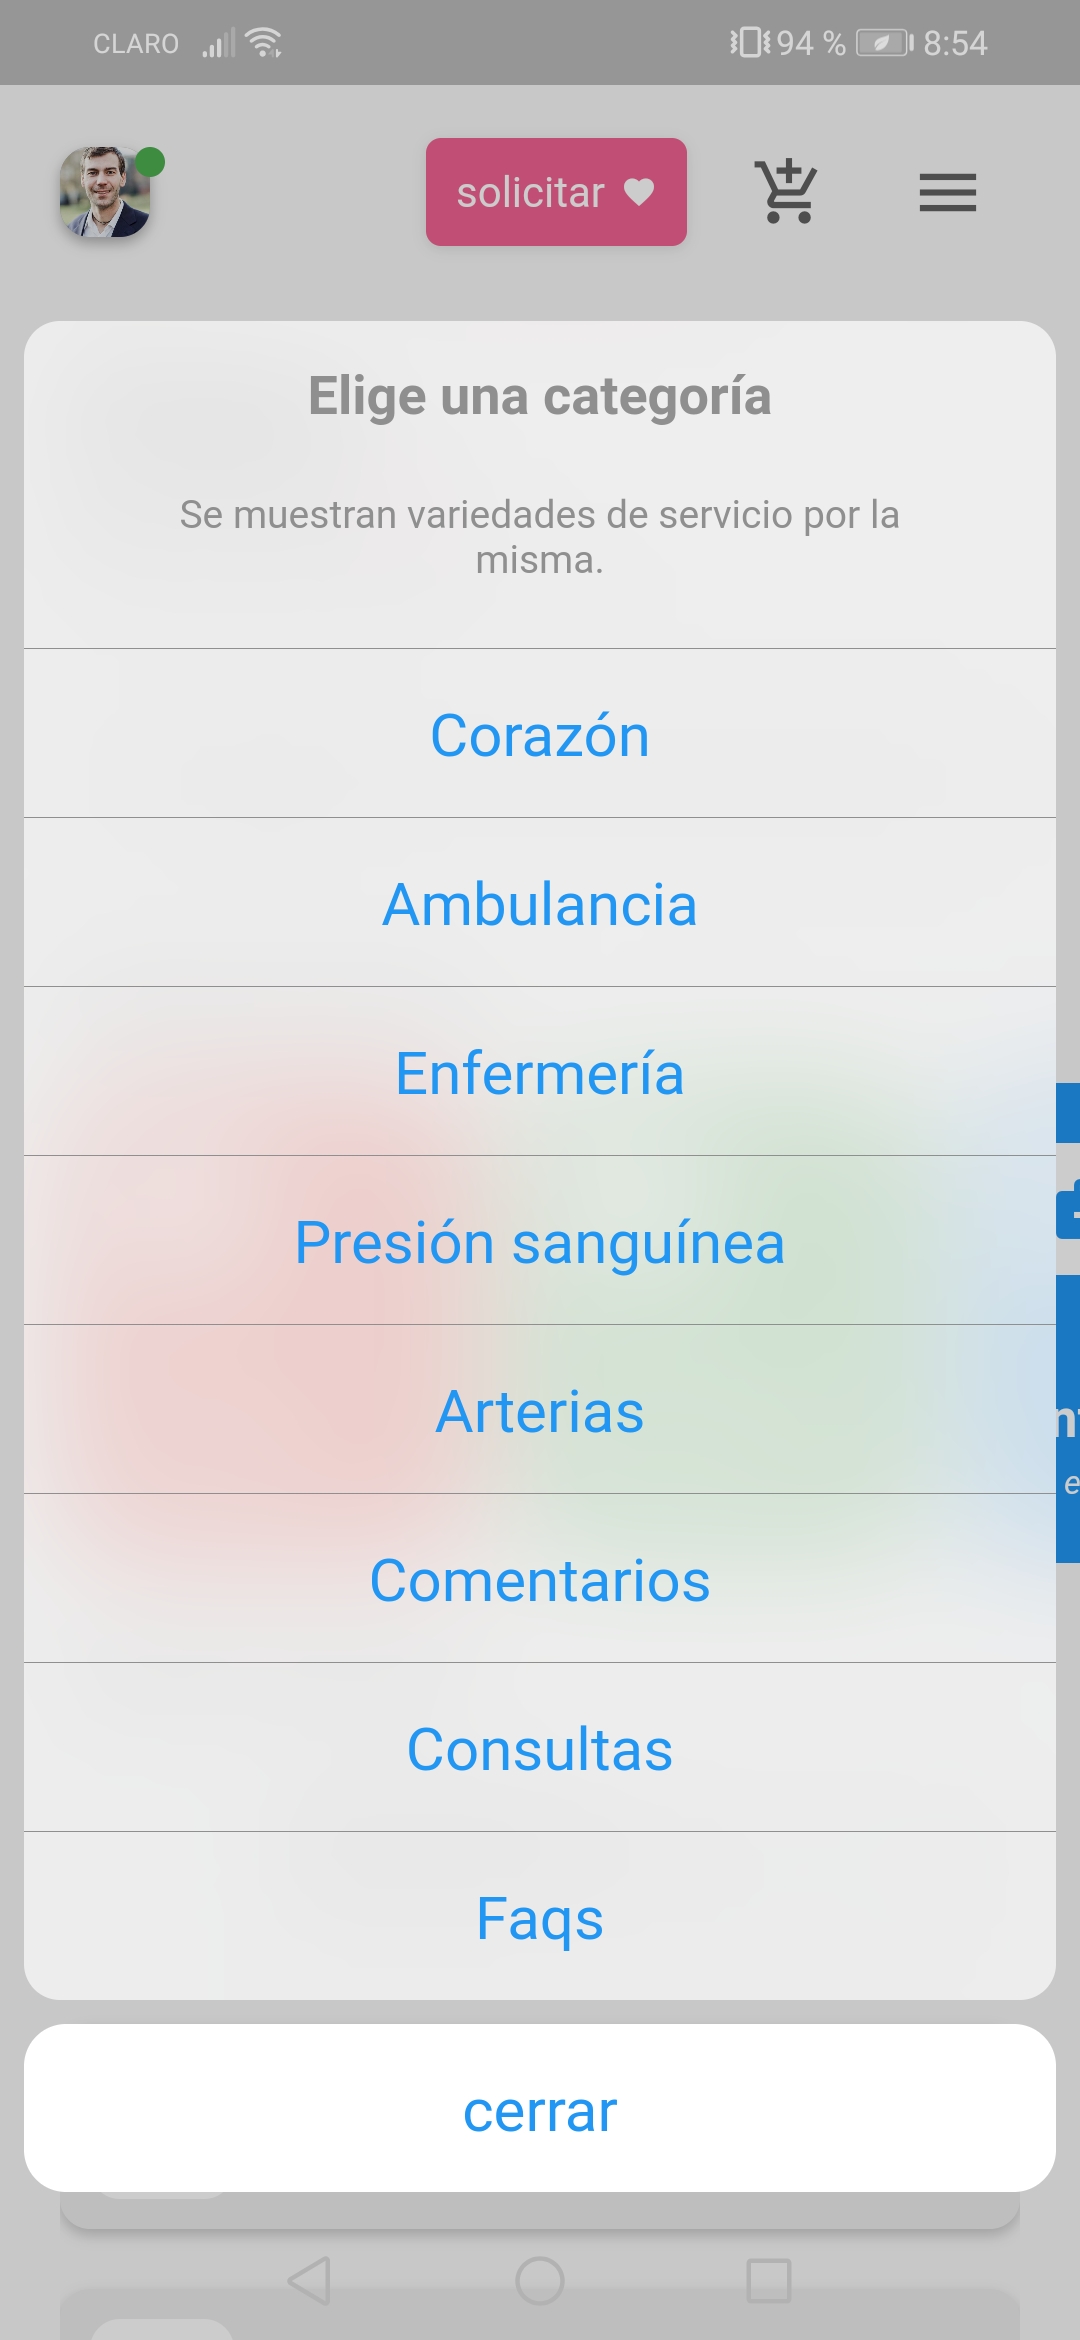 CLARO 94 % 8:54
solicitar
Elige una categoría
Se muestran variedades de servicio por la
misma.
Corazón
Ambulancia
Enfermería
Presión sanguínea
Arterias
Comentarios
Consultas
Faqs
cerrar